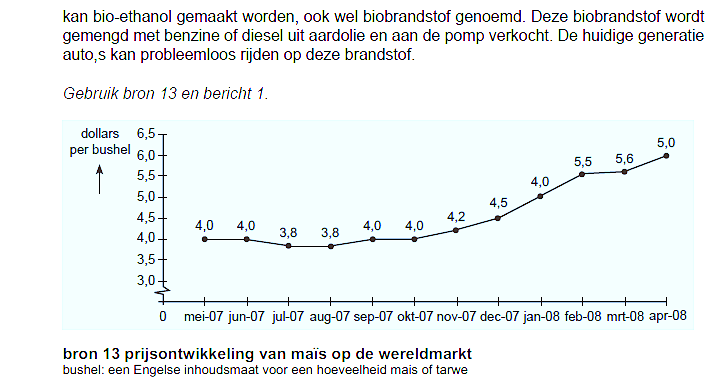 kan bio-ethanol gemaakt worden, ook wel biobrandstof genoemd. Deze biobrandstof wordt
gemengd met benzine of diesel uit aardolie en aan de pomp verkocht. De huidige generatie
auto,s kan probleemloos rijden op deze brandstof.
Gebruik bron 13 en bericht 1.
dollars
per bushel
6,5
6,0
5,5
5,0
4,5
4,0
3,5
3,0
4,0 4,0 3,8 3,8 4,0 4,0 4,2 4,5 4,0 5,5 5,6 5,0
0 mei-07 jun-07 jul-07 aug-07 sep-07 okt-07 nov-07 dec-07 jan-08 feb-08 mrt-08 apr-08
bron 13 prijsontwikkeling van maïs op de wereldmarkt
bushel: een Engelse inhoudsmaat voor een hoeveelheid mais of tarwe